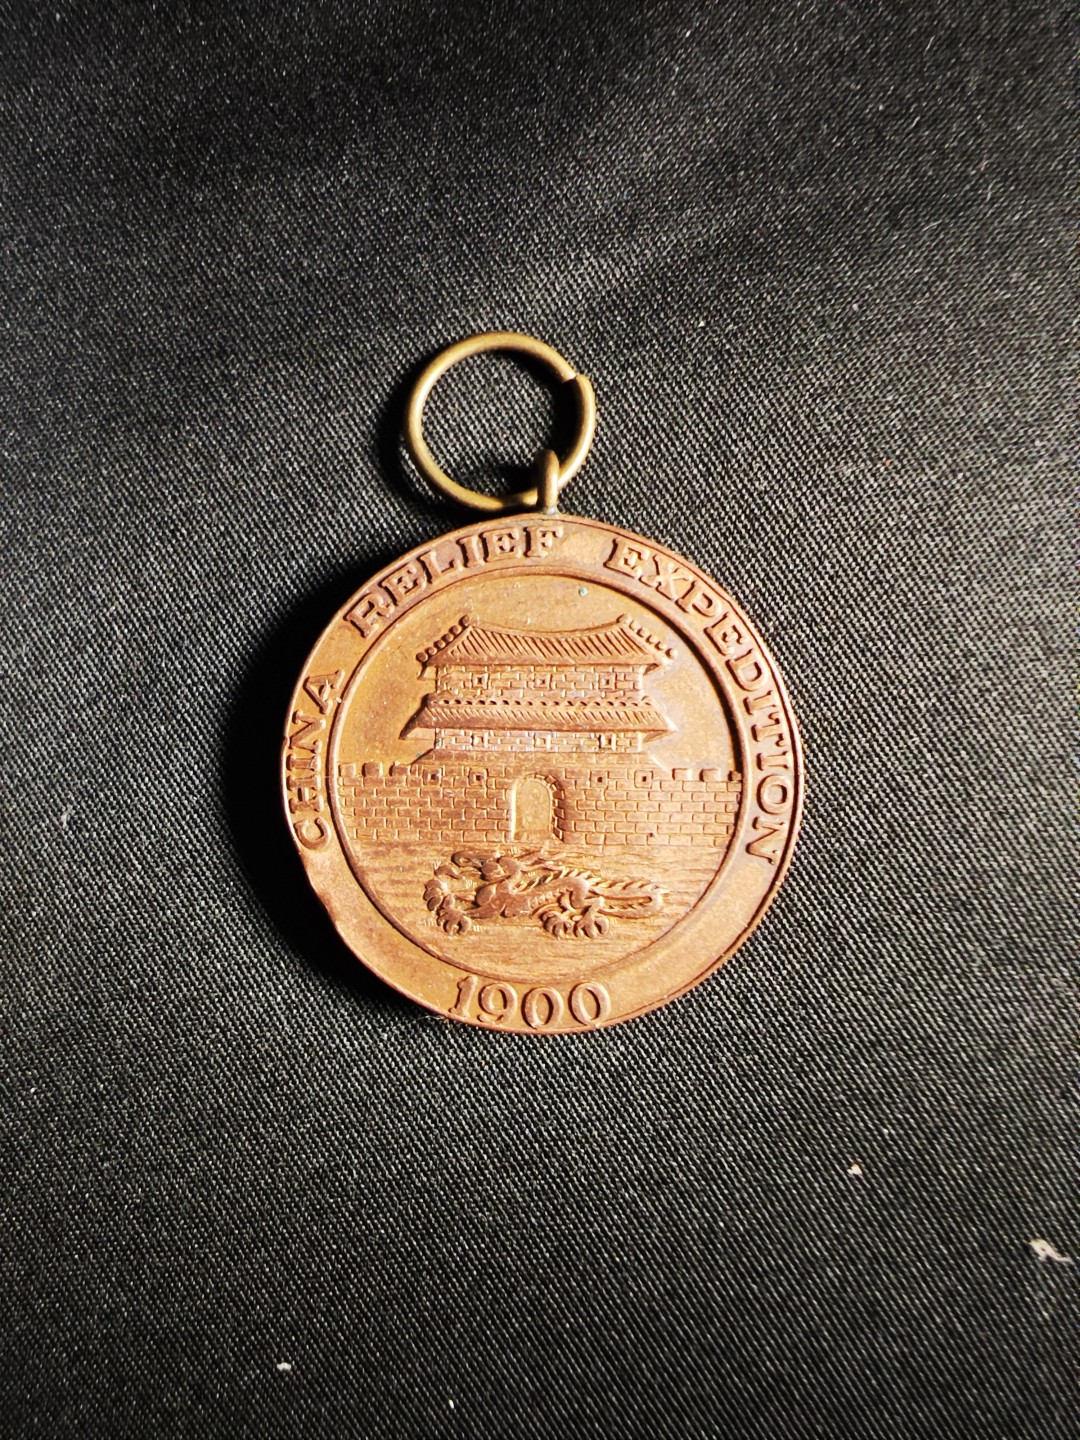 CHINA RELIEF EXPEDITION
1900